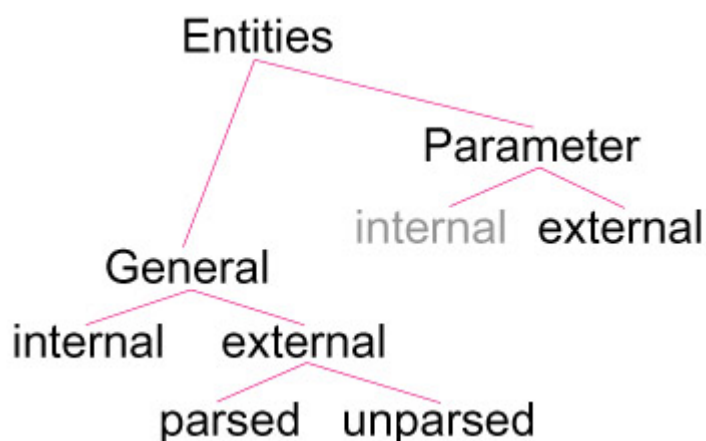 Entities
Parameter
internal external
General
internal external
parsed unparsed